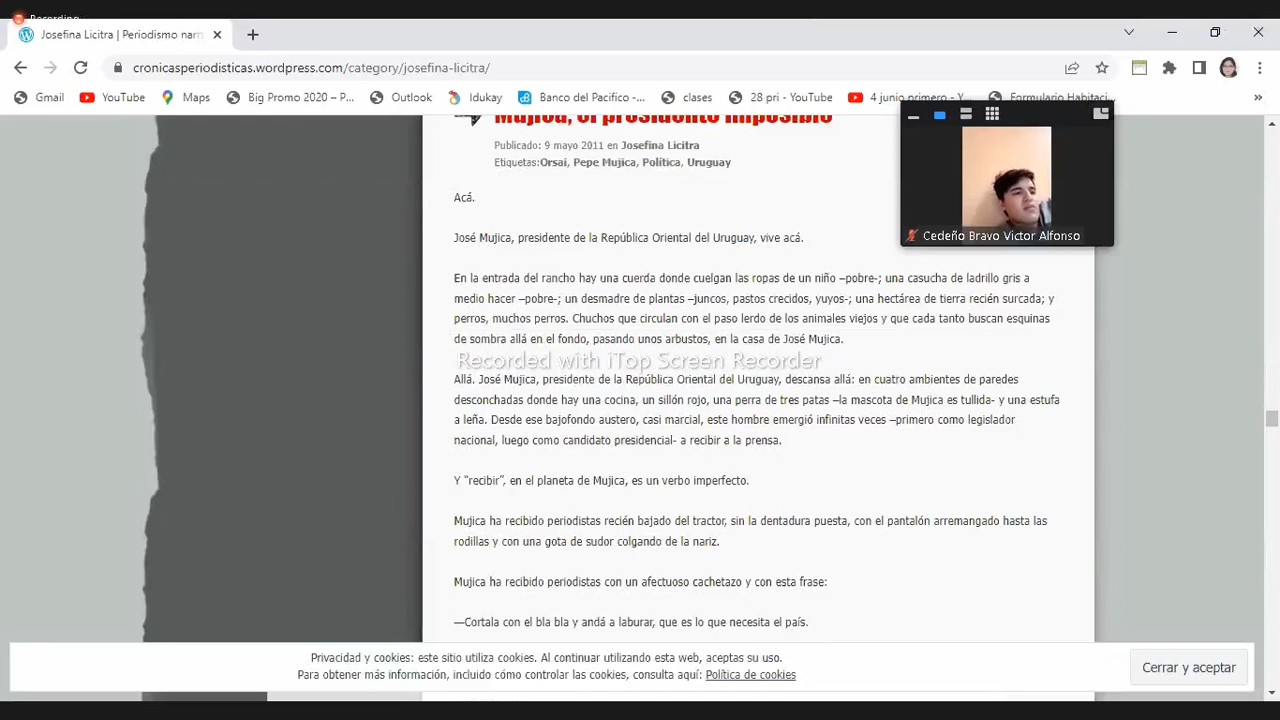 Recording
Josefina Licitra | Periodismo narr
cronicasperiodisticas.wordpress.com/category/josefina-licitra/
Gmail YouTube Maps Big Promo 2020 – P... Outlook Idukay Banco del Pacifico -... clases 28 pri - YouTube 4 junio primero - Y... Formulario Habitaci... »
Mujica, el presidente imposible
Publicado: 9 mayo 2011 en Josefina Licitra
Etiquetas:Orsai, Pepe Mujica, Política, Uruguay
Cedeño Bravo Victor Alfonso
Acá.
José Mujica, presidente de la República Oriental del Uruguay, vive acá.
En la entrada del rancho hay una cuerda donde cuelgan las ropas de un niño –pobre-; una casucha de ladrillo gris a
medio hacer –pobre-; un desmadre de plantas –juncos, pastos crecidos, yuyos-; una hectárea de tierra recién surcada; y
perros, muchos perros. Chuchos que circulan con el paso lerdo de los animales viejos y que cada tanto buscan esquinas
de sombra allá en el fondo, pasando unos arbustos, en la casa de José Mujica.
Recorded with iTop Screen Recorder
Allá. José Mujica, presidente de la República Oriental del Uruguay, descansa allá: en cuatro ambientes de paredes
desconchadas donde hay una cocina, un sillón rojo, una perra de tres patas –la mascota de Mujica es tullida- y una estufa
a leña. Desde ese bajofondo austero, casi marcial, este hombre emergió infinitas veces –primero como legislador
nacional, luego como candidato presidencial- a recibir a la prensa.
Y “recibir”, en el planeta de Mujica, es un verbo imperfecto.
Mujica ha recibido periodistas recién bajado del tractor, sin la dentadura puesta, con el pantalón arremangado hasta las
rodillas y con una gota de sudor colgando de la nariz.
Mujica ha recibido periodistas con un afectuoso cachetazo y con esta frase:
—Cortala con el bla bla y andá a laburar, que es lo que necesita el país.
Privacidad y cookies: este sitio utiliza cookies. Al continuar utilizando esta web, aceptas su uso.
Para obtener más información, incluido cómo controlar las cookies, consulta aquí: Política de cookies
Cerrar y aceptar